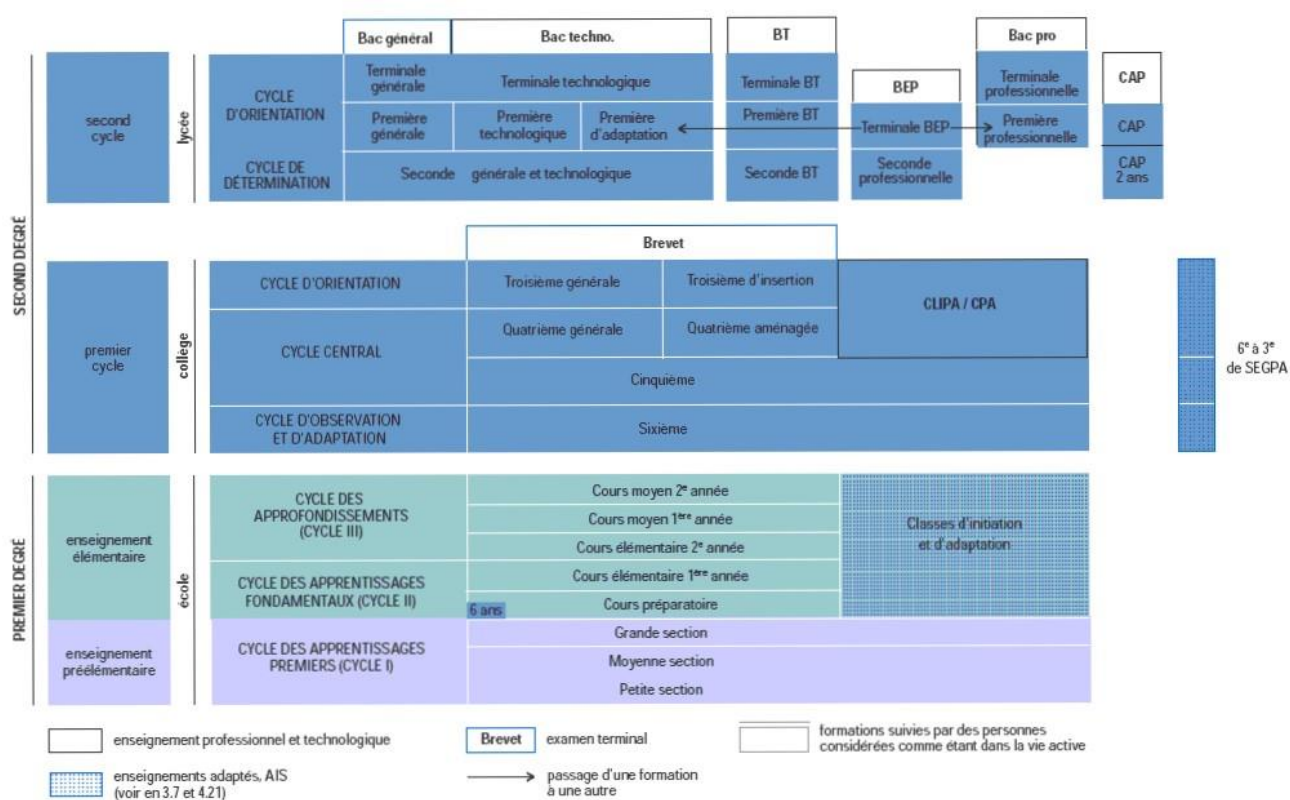 Bac général
Bac techno.
BT
Bac pro
BEP
CAP
SECOND DEGRÉ
second
cycle
lycée
CYCLE
D'ORIENTATION
Terminale
générale
Terminale technologique
Terminale BT
Terminale
professionnelle
Première
générale
Première
technologique
Première
d'adaptation
Première BT
Terminale BEP
Première
professionnelle
CAP
CYCLE DE
DÉTERMINATION
Seconde générale et technologique
Seconde BT
Seconde
professionnelle
CAP
2 ans
Brevet
premier
cycle
collège
CYCLE D'ORIENTATION
Troisième générale
Troisième d'insertion
CLIPA / CPA
CYCLE CENTRAL
Quatrième générale
Quatrième aménagée
Cinquième
CYCLE D'OBSERVATION
ET D'ADAPTATION
Sixième
6e à 3e
de SEGPA
PREMIER DEGRÉ
enseignement
élémentaire
école
CYCLE DES
APPROFONDISSEMENTS
(CYCLE III)
Cours moyen 2e année
Cours moyen 1ère année
Cours élémentaire 2e année
Classes d'initiation
et d'adaptation
CYCLE DES APPRENTISSAGES
FONDAMENTAUX (CYCLE II)
Cours élémentaire 1ère année
6 ans
Cours préparatoire
enseignement
préélémentaire
CYCLE DES APPRENTISSAGES
PREMIERS (CYCLE I)
Grande section
Moyenne section
Petite section
enseignement professionnel et technologique
Brevet
examen terminal
formations suivies par des personnes
considérées comme étant dans la vie active
enseignements adaptés, AIS
(voir en 3.7 et 4.21)
passage d'une formation
à une autre